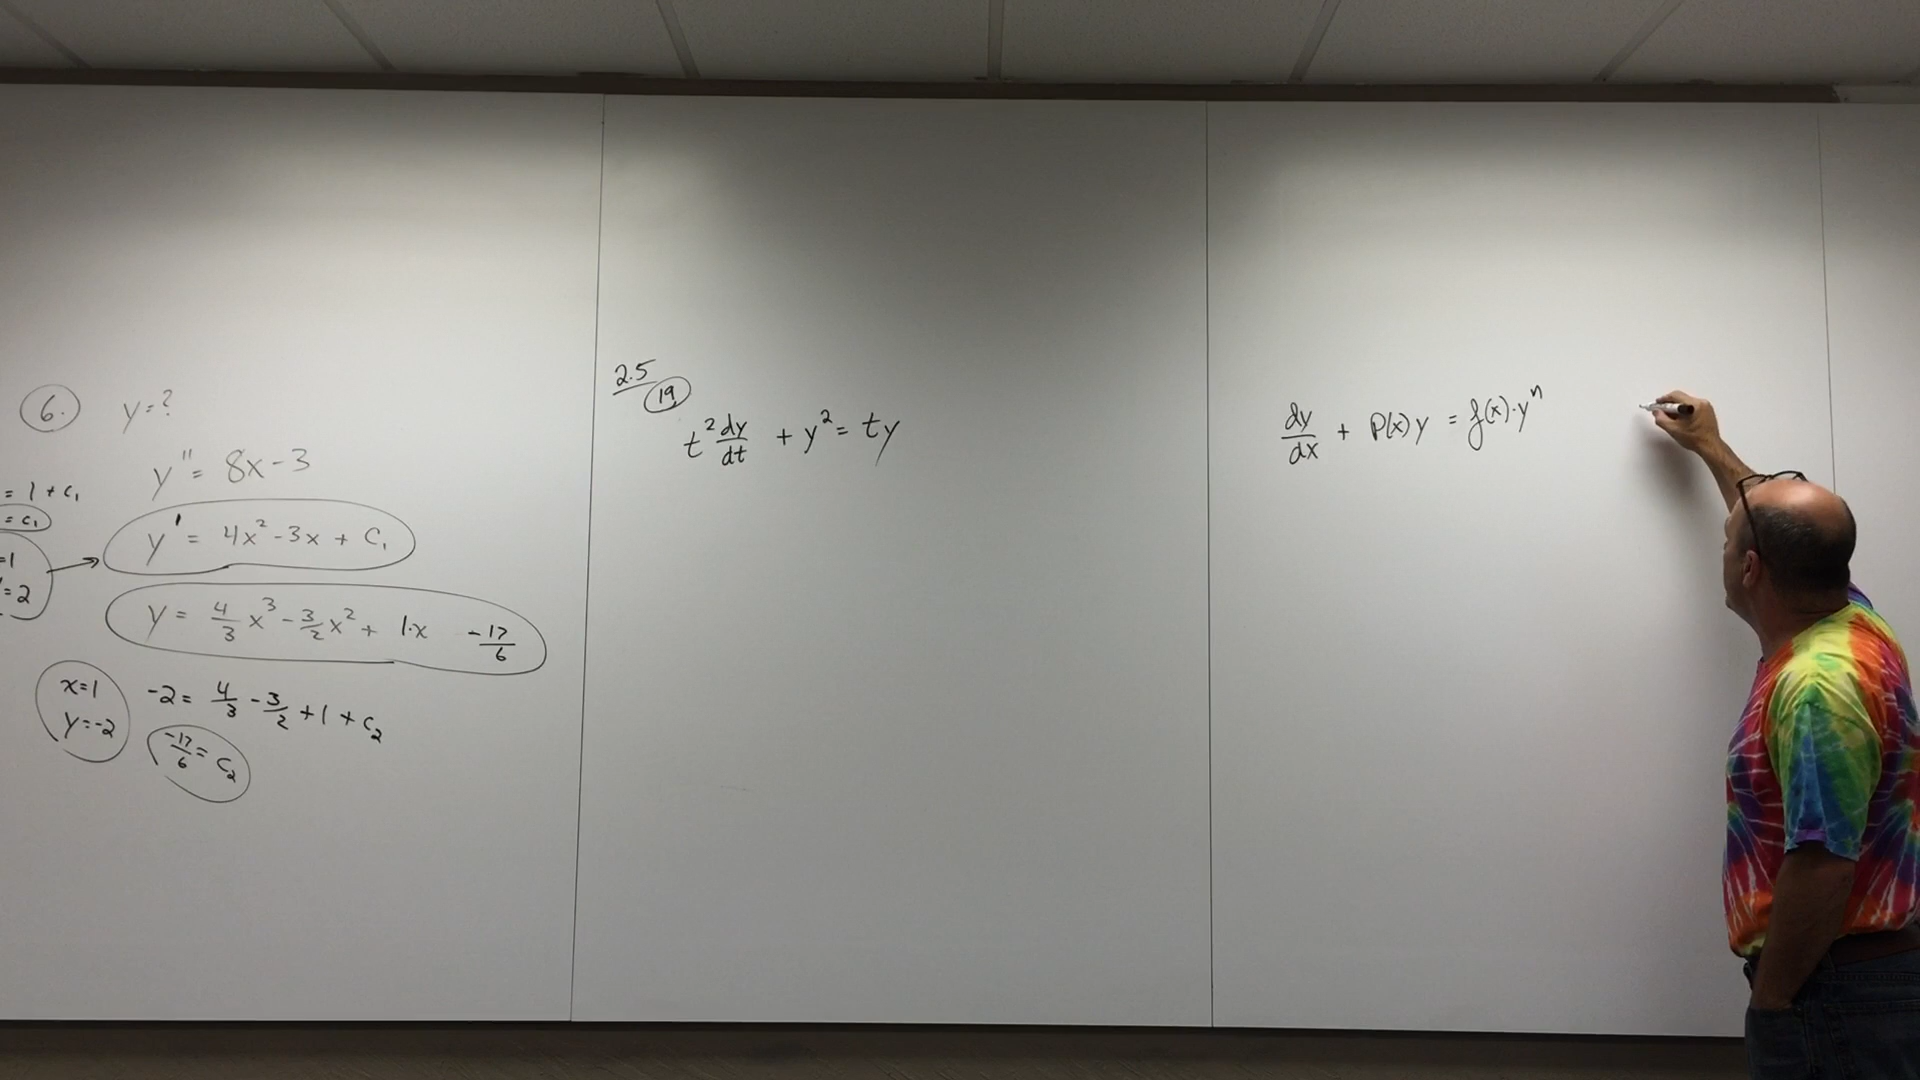 6.
y = ?
y'' = 8x - 3
= 1 + C₁
= C₁
y' = 4x² - 3x + C₁
=1
'=2
y = 4/3 x³ - 3/2 x² + 1·x - 17/6
x=1
y=-2
-2 = 4/3 - 3/2 + 1 + C₂
-17/6 = C₂
2.5
19
t² dy/dt + y² = ty
dy/dx + P(x)y = f(x)·yⁿ